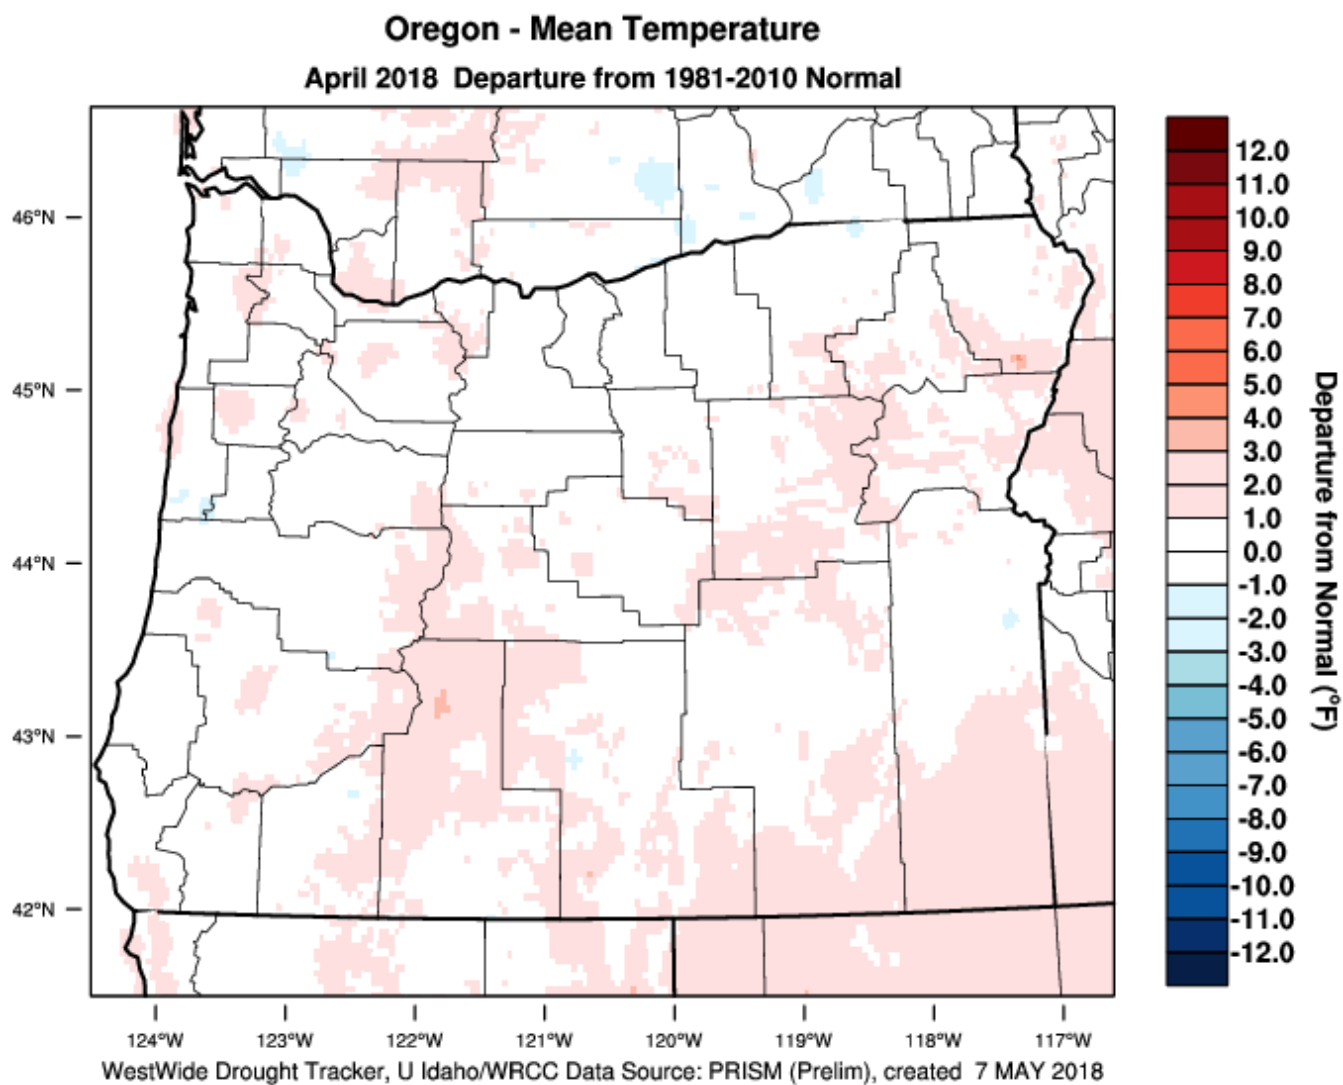 Oregon - Mean Temperature
April 2018 Departure from 1981-2010 Normal
46°N
45°N
44°N
43°N
42°N
124°W
123°W
122°W
121°W
120°W
119°W
118°W
117°W
12.0
11.0
10.0
9.0
8.0
7.0
6.0
5.0
4.0
3.0
2.0
1.0
0.0
-1.0
-2.0
-3.0
-4.0
-5.0
-6.0
-7.0
-8.0
-9.0
-10.0
-11.0
-12.0
Departure from Normal (°F)
WestWide Drought Tracker, U Idaho/WRCC Data Source: PRISM (Prelim), created 7 MAY 2018